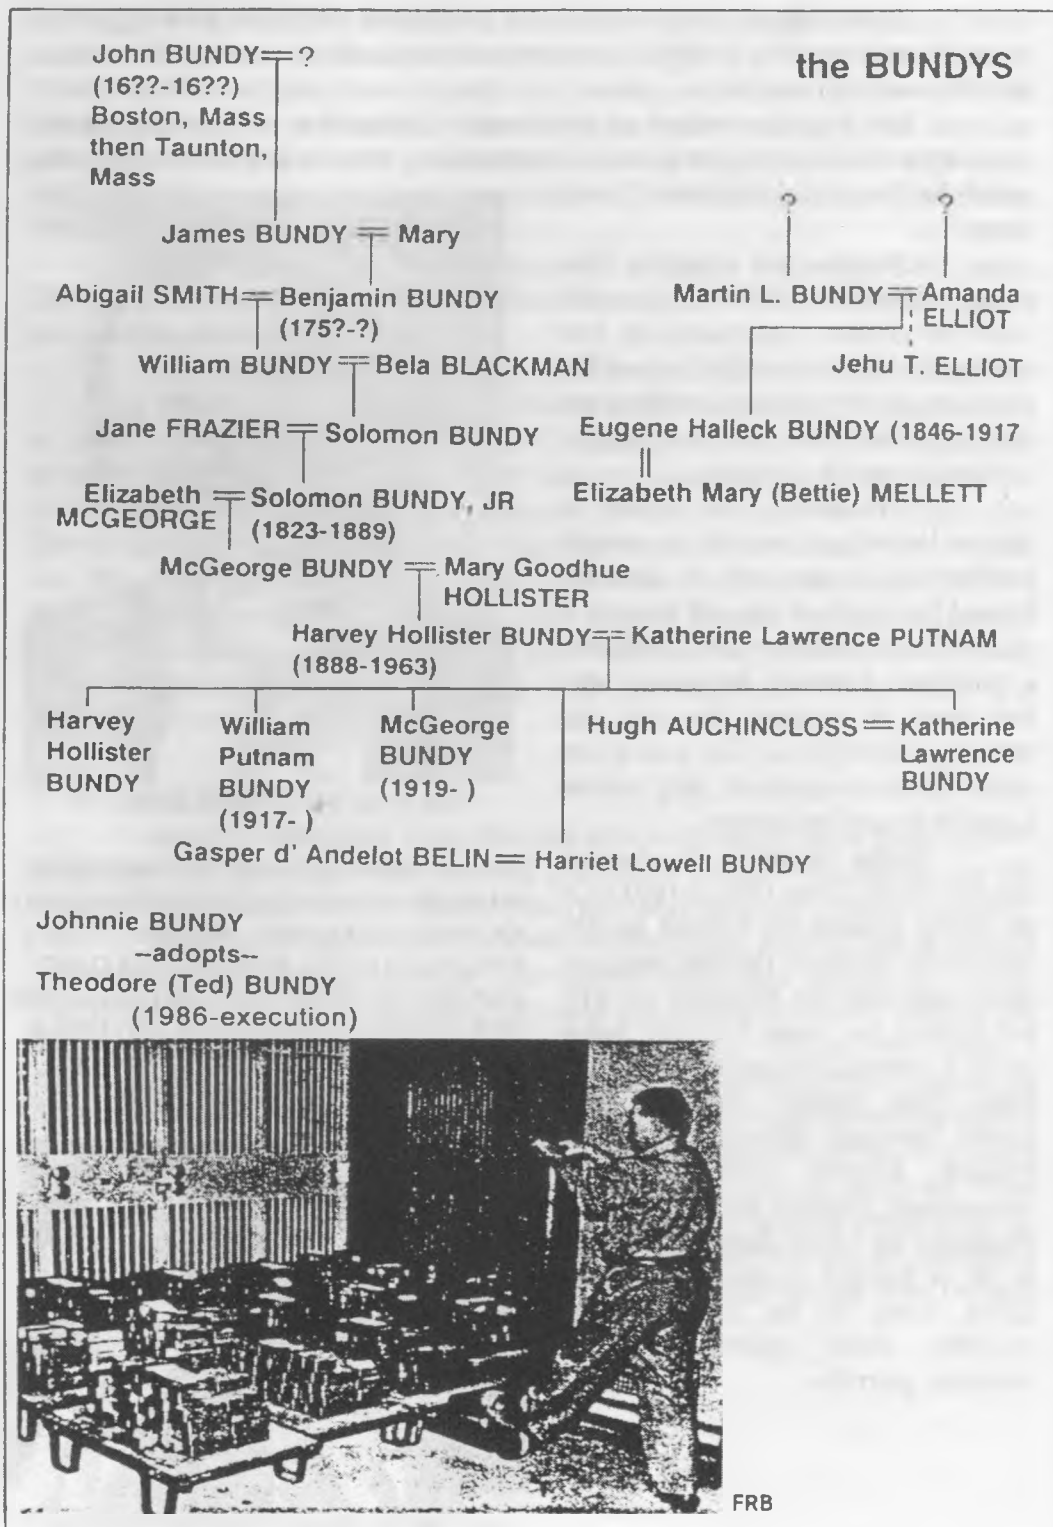 the BUNDYS
John BUNDY = ?
(16??-16??)
Boston, Mass
then Taunton,
Mass
? ?
James BUNDY = Mary
Abigail SMITH = Benjamin BUNDY
(175?-?)
Martin L. BUNDY = Amanda
ELLIOT
William BUNDY = Bela BLACKMAN
Jehu T. ELLIOT
Jane FRAZIER = Solomon BUNDY
Eugene Halleck BUNDY (1846-1917
Elizabeth Mary (Bettie) MELLETT
Elizabeth
MCGEORGE = Solomon BUNDY, JR
(1823-1889)
McGeorge BUNDY = Mary Goodhue
HOLLISTER
Harvey Hollister BUNDY = Katherine Lawrence PUTNAM
(1888-1963)
Harvey
Hollister
BUNDY
William
Putnam
BUNDY
(1917- )
McGeorge
BUNDY
(1919- )
Hugh AUCHINCLOSS = Katherine
Lawrence
BUNDY
Gasper d' Andelot BELIN = Harriet Lowell BUNDY
Johnnie BUNDY
–adopts–
Theodore (Ted) BUNDY
(1986-execution)
FRB